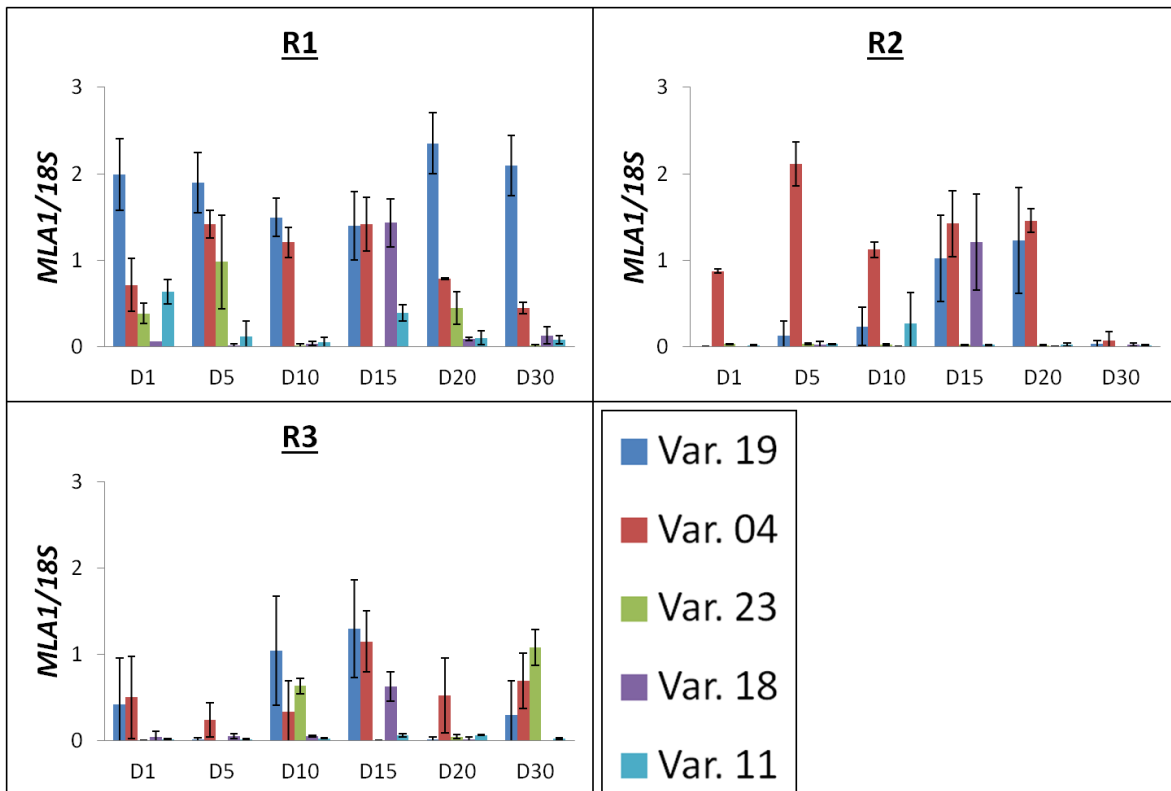 R1
3
2
1
0
MLA1/18S
D1 D5 D10 D15 D20 D30
R2
3
2
1
0
MLA1/18S
D1 D5 D10 D15 D20 D30
R3
3
2
1
0
MLA1/18S
D1 D5 D10 D15 D20 D30
Var. 19
Var. 04
Var. 23
Var. 18
Var. 11